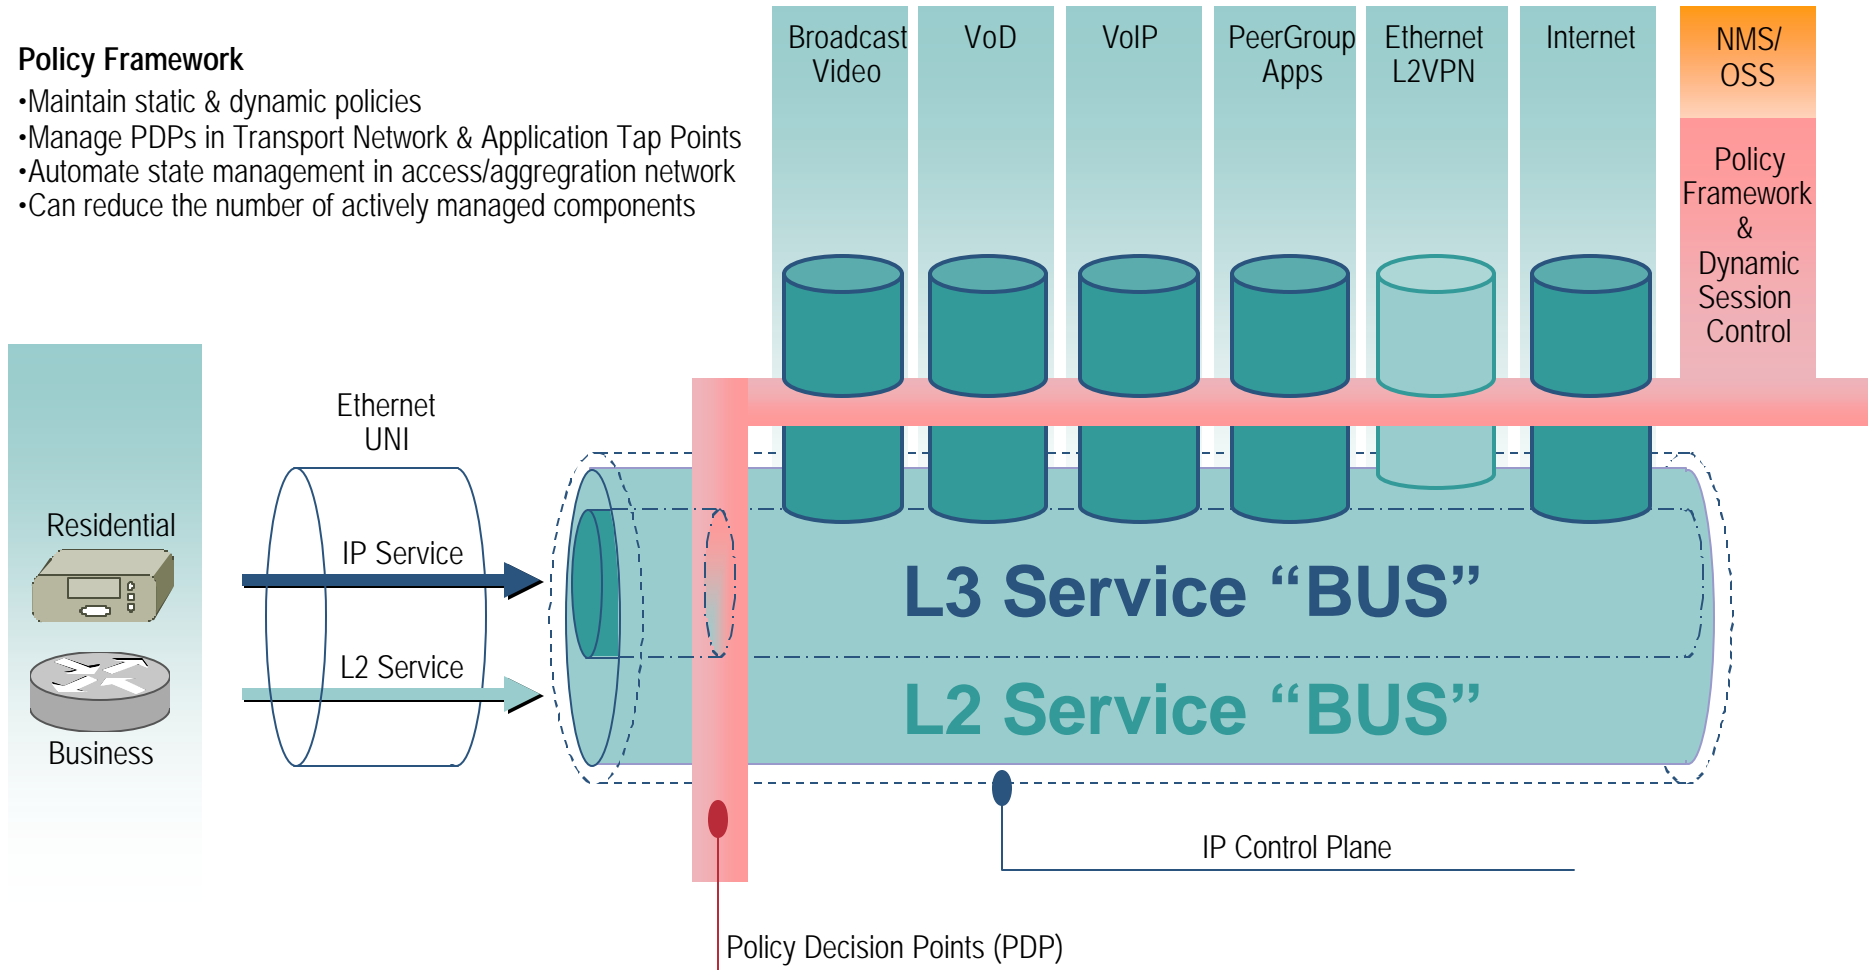 Policy Framework
•Maintain static & dynamic policies
•Manage PDPs in Transport Network & Application Tap Points
•Automate state management in access/aggregration network
•Can reduce the number of actively managed components
Broadcast
Video
VoD
VoIP
PeerGroup
Apps
Ethernet
L2VPN
Internet
NMS/
OSS
Policy
Framework
&
Dynamic
Session
Control
Ethernet
UNI
Residential
IP Service
L2 Service
Business
L3 Service “BUS”
L2 Service “BUS”
IP Control Plane
Policy Decision Points (PDP)